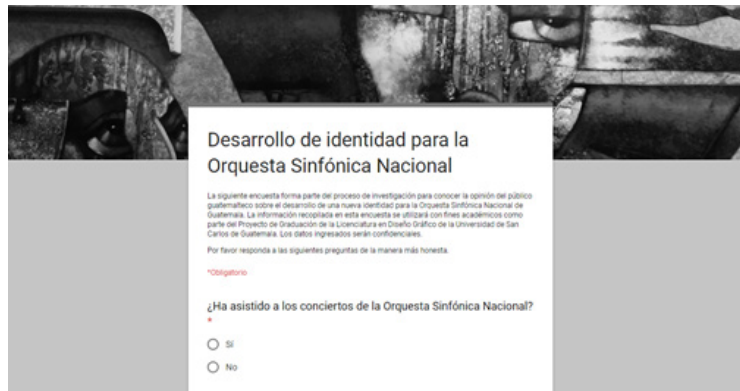 Desarrollo de identidad para la
Orquesta Sinfónica Nacional
La siguiente encuesta forma parte del proceso de investigación para conocer la opinión del público
guatemalteco sobre el desarrollo de una nueva identidad para la Orquesta Sinfónica Nacional de
Guatemala. La información recopilada en esta encuesta se utilizará con fines académicos como
parte del Proyecto de Graduación de la Licenciatura en Diseño Gráfico de la Universidad de San
Carlos de Guatemala. Los datos ingresados serán confidenciales.
Por favor responda a las siguientes preguntas de la manera más honesta.
*Obligatorio
¿Ha asistido a los conciertos de la Orquesta Sinfónica Nacional?
*
Sí
No